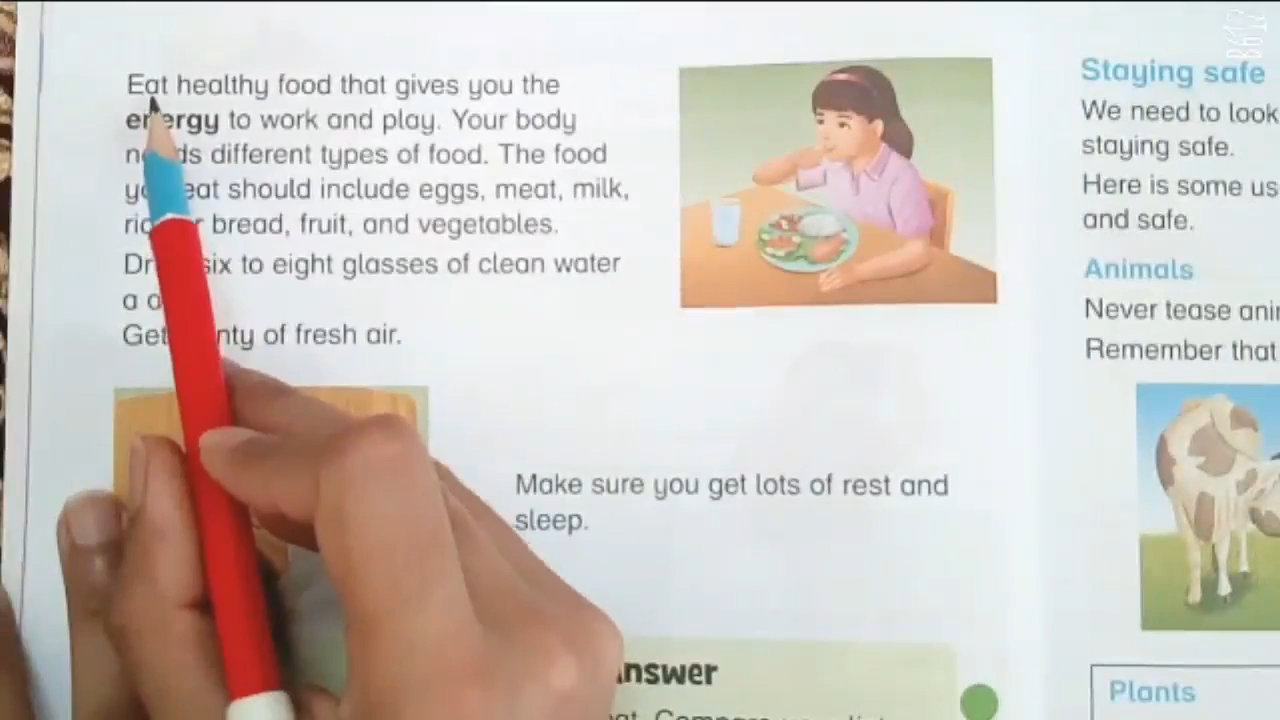 Eat healthy food that gives you the
energy to work and play. Your body
needs different types of food. The food
you eat should include eggs, meat, milk,
bread, fruit, and vegetables.
six to eight glasses of clean water
a
Get plenty of fresh air.
Make sure you get lots of rest and
sleep.
Answer
Staying safe
We need to look
staying safe.
Here is some us
and safe.
Animals
Never tease ani
Remember that
Plants